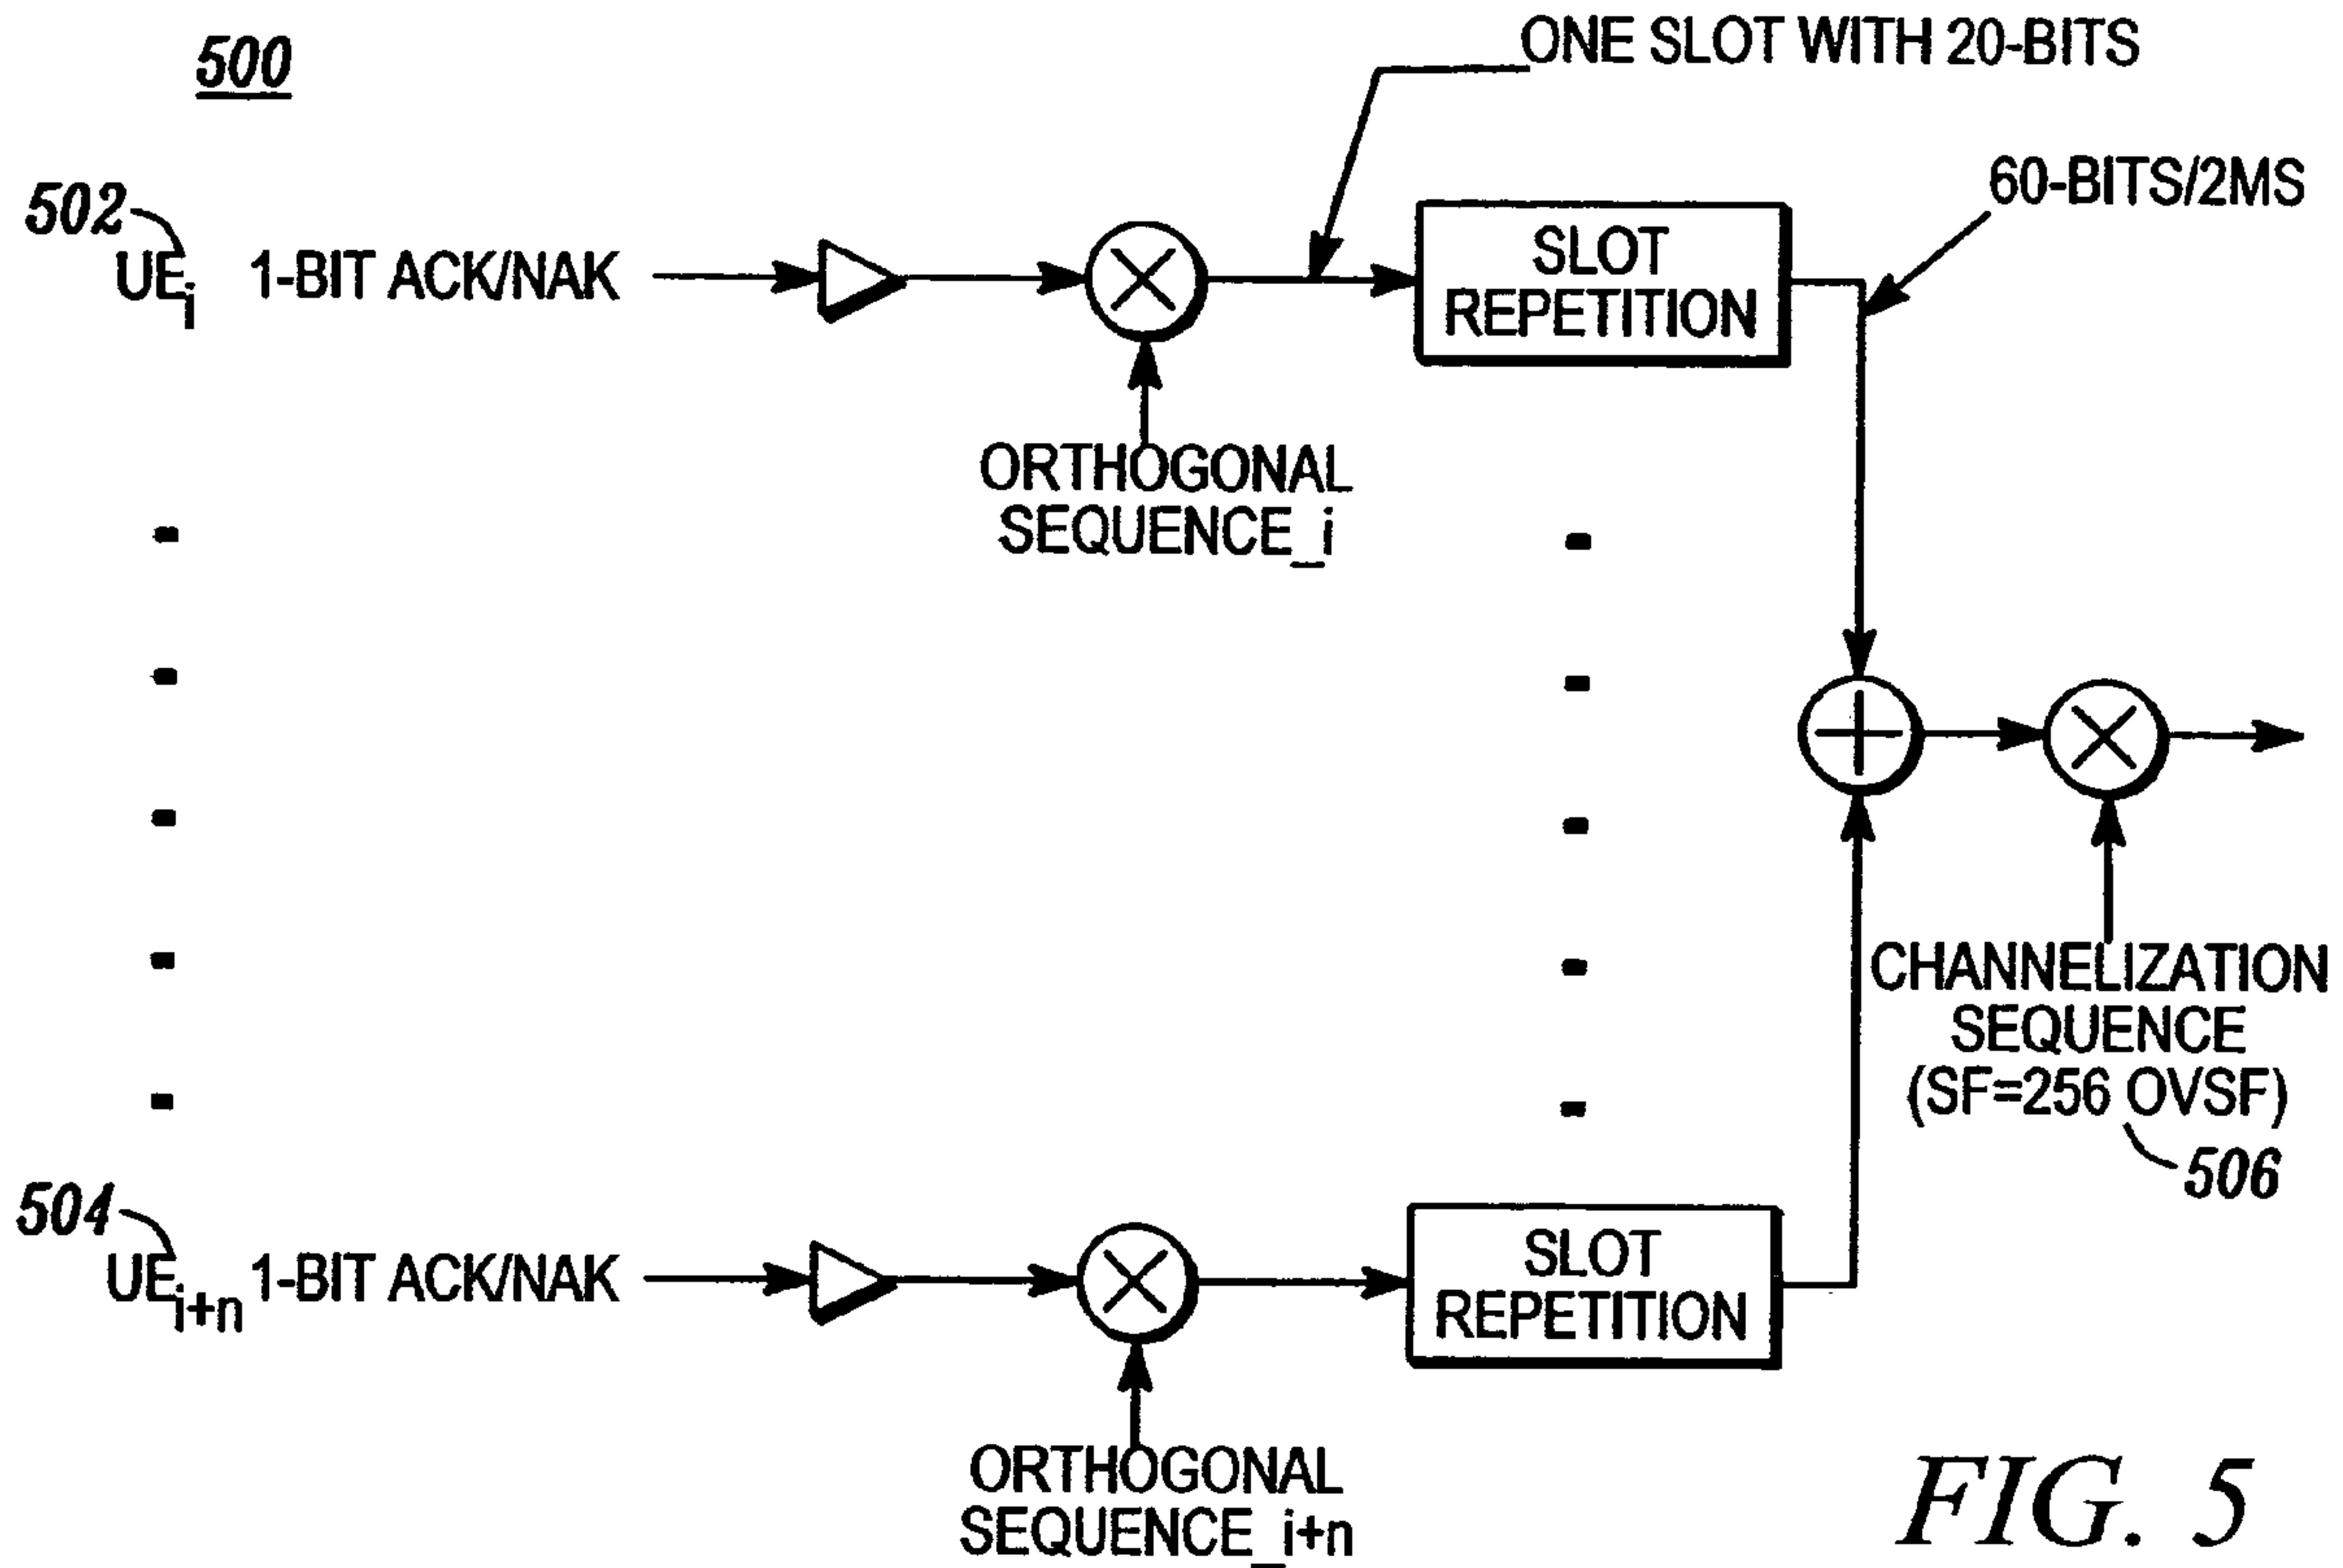 500
ONE SLOT WITH 20-BITS
60-BITS/2MS
502
UEi 1-BIT ACK/NAK
SLOT
REPETITION
ORTHOGONAL
SEQUENCE_i
CHANNELIZATION
SEQUENCE
(SF=256 OVSF)
506
504
UEi+n 1-BIT ACK/NAK
SLOT
REPETITION
ORTHOGONAL
SEQUENCE_i+n
FIG. 5